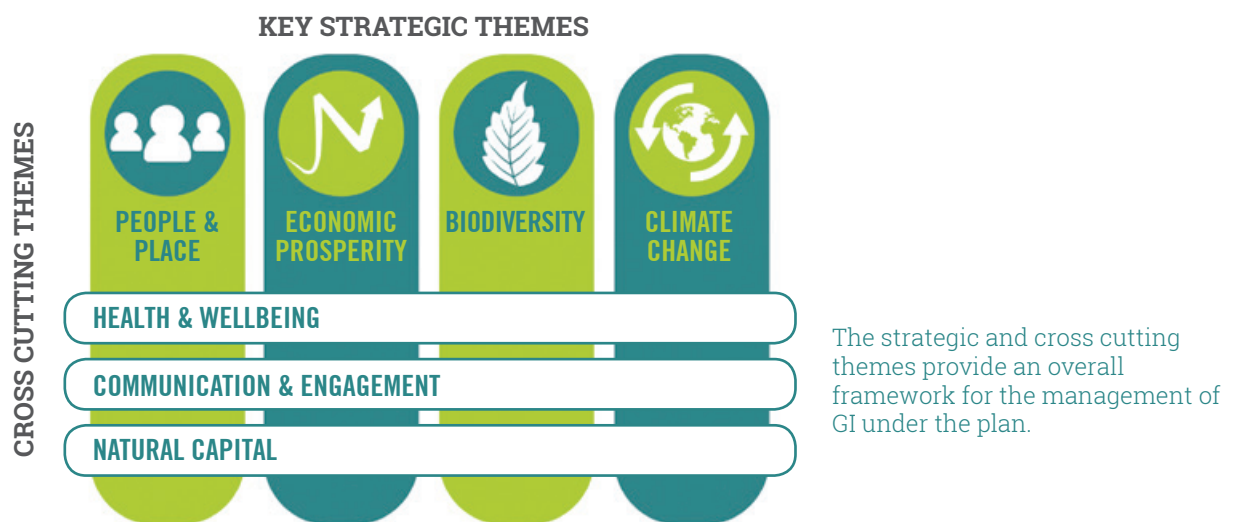 KEY STRATEGIC THEMES
CROSS CUTTING THEMES
PEOPLE &
PLACE
ECONOMIC
PROSPERITY
BIODIVERSITY
CLIMATE
CHANGE
HEALTH & WELLBEING
COMMUNICATION & ENGAGEMENT
NATURAL CAPITAL
The strategic and cross cutting
themes provide an overall
framework for the management of
GI under the plan.